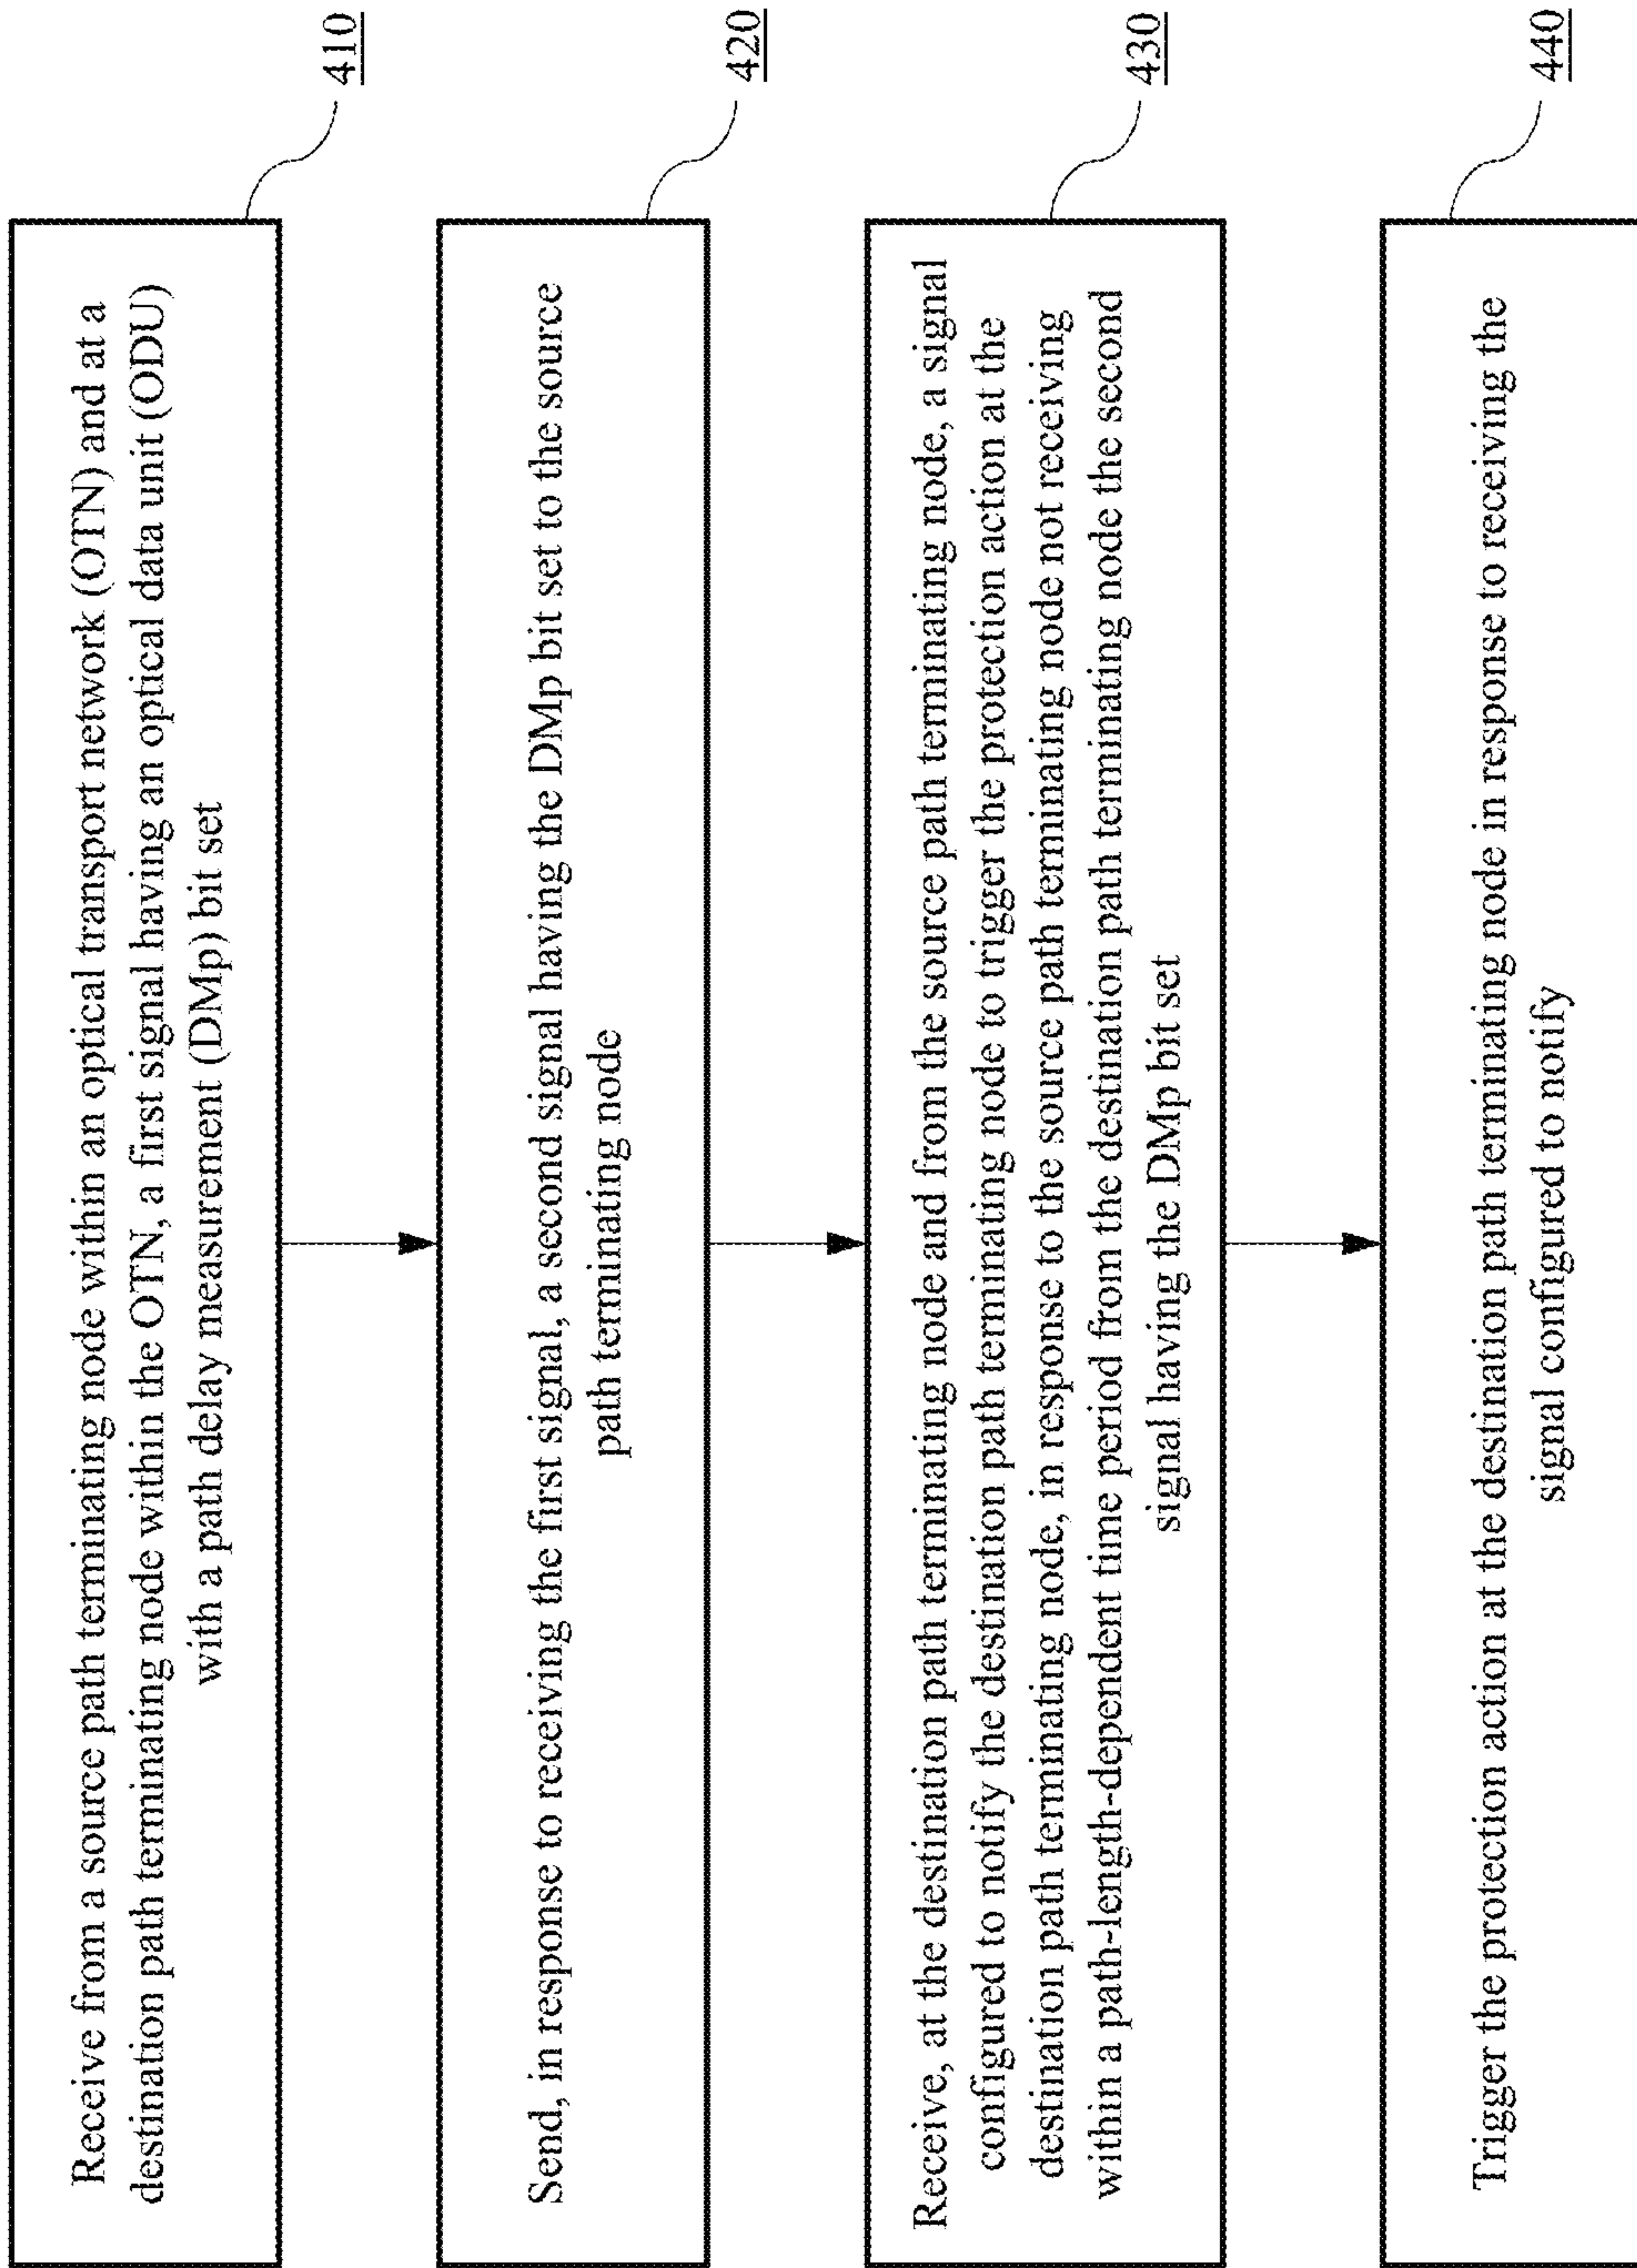 Receive from a source path terminating node within an optical transport network (OTN) and at a
destination path terminating node within the OTN, a first signal having an optical data unit (ODU)
with a path delay measurement (DMp) bit set
410
Send, in response to receiving the first signal, a second signal having the DMp bit set to the source
path terminating node
420
Receive, at the destination path terminating node and from the source path terminating node, a signal
configured to notify the destination path terminating node to trigger the protection action at the
destination path terminating node, in response to the source path terminating node not receiving
within a path-length-dependent time period from the destination path terminating node the second
signal having the DMp bit set
430
Trigger the protection action at the destination path terminating node in response to receiving the
signal configured to notify
440